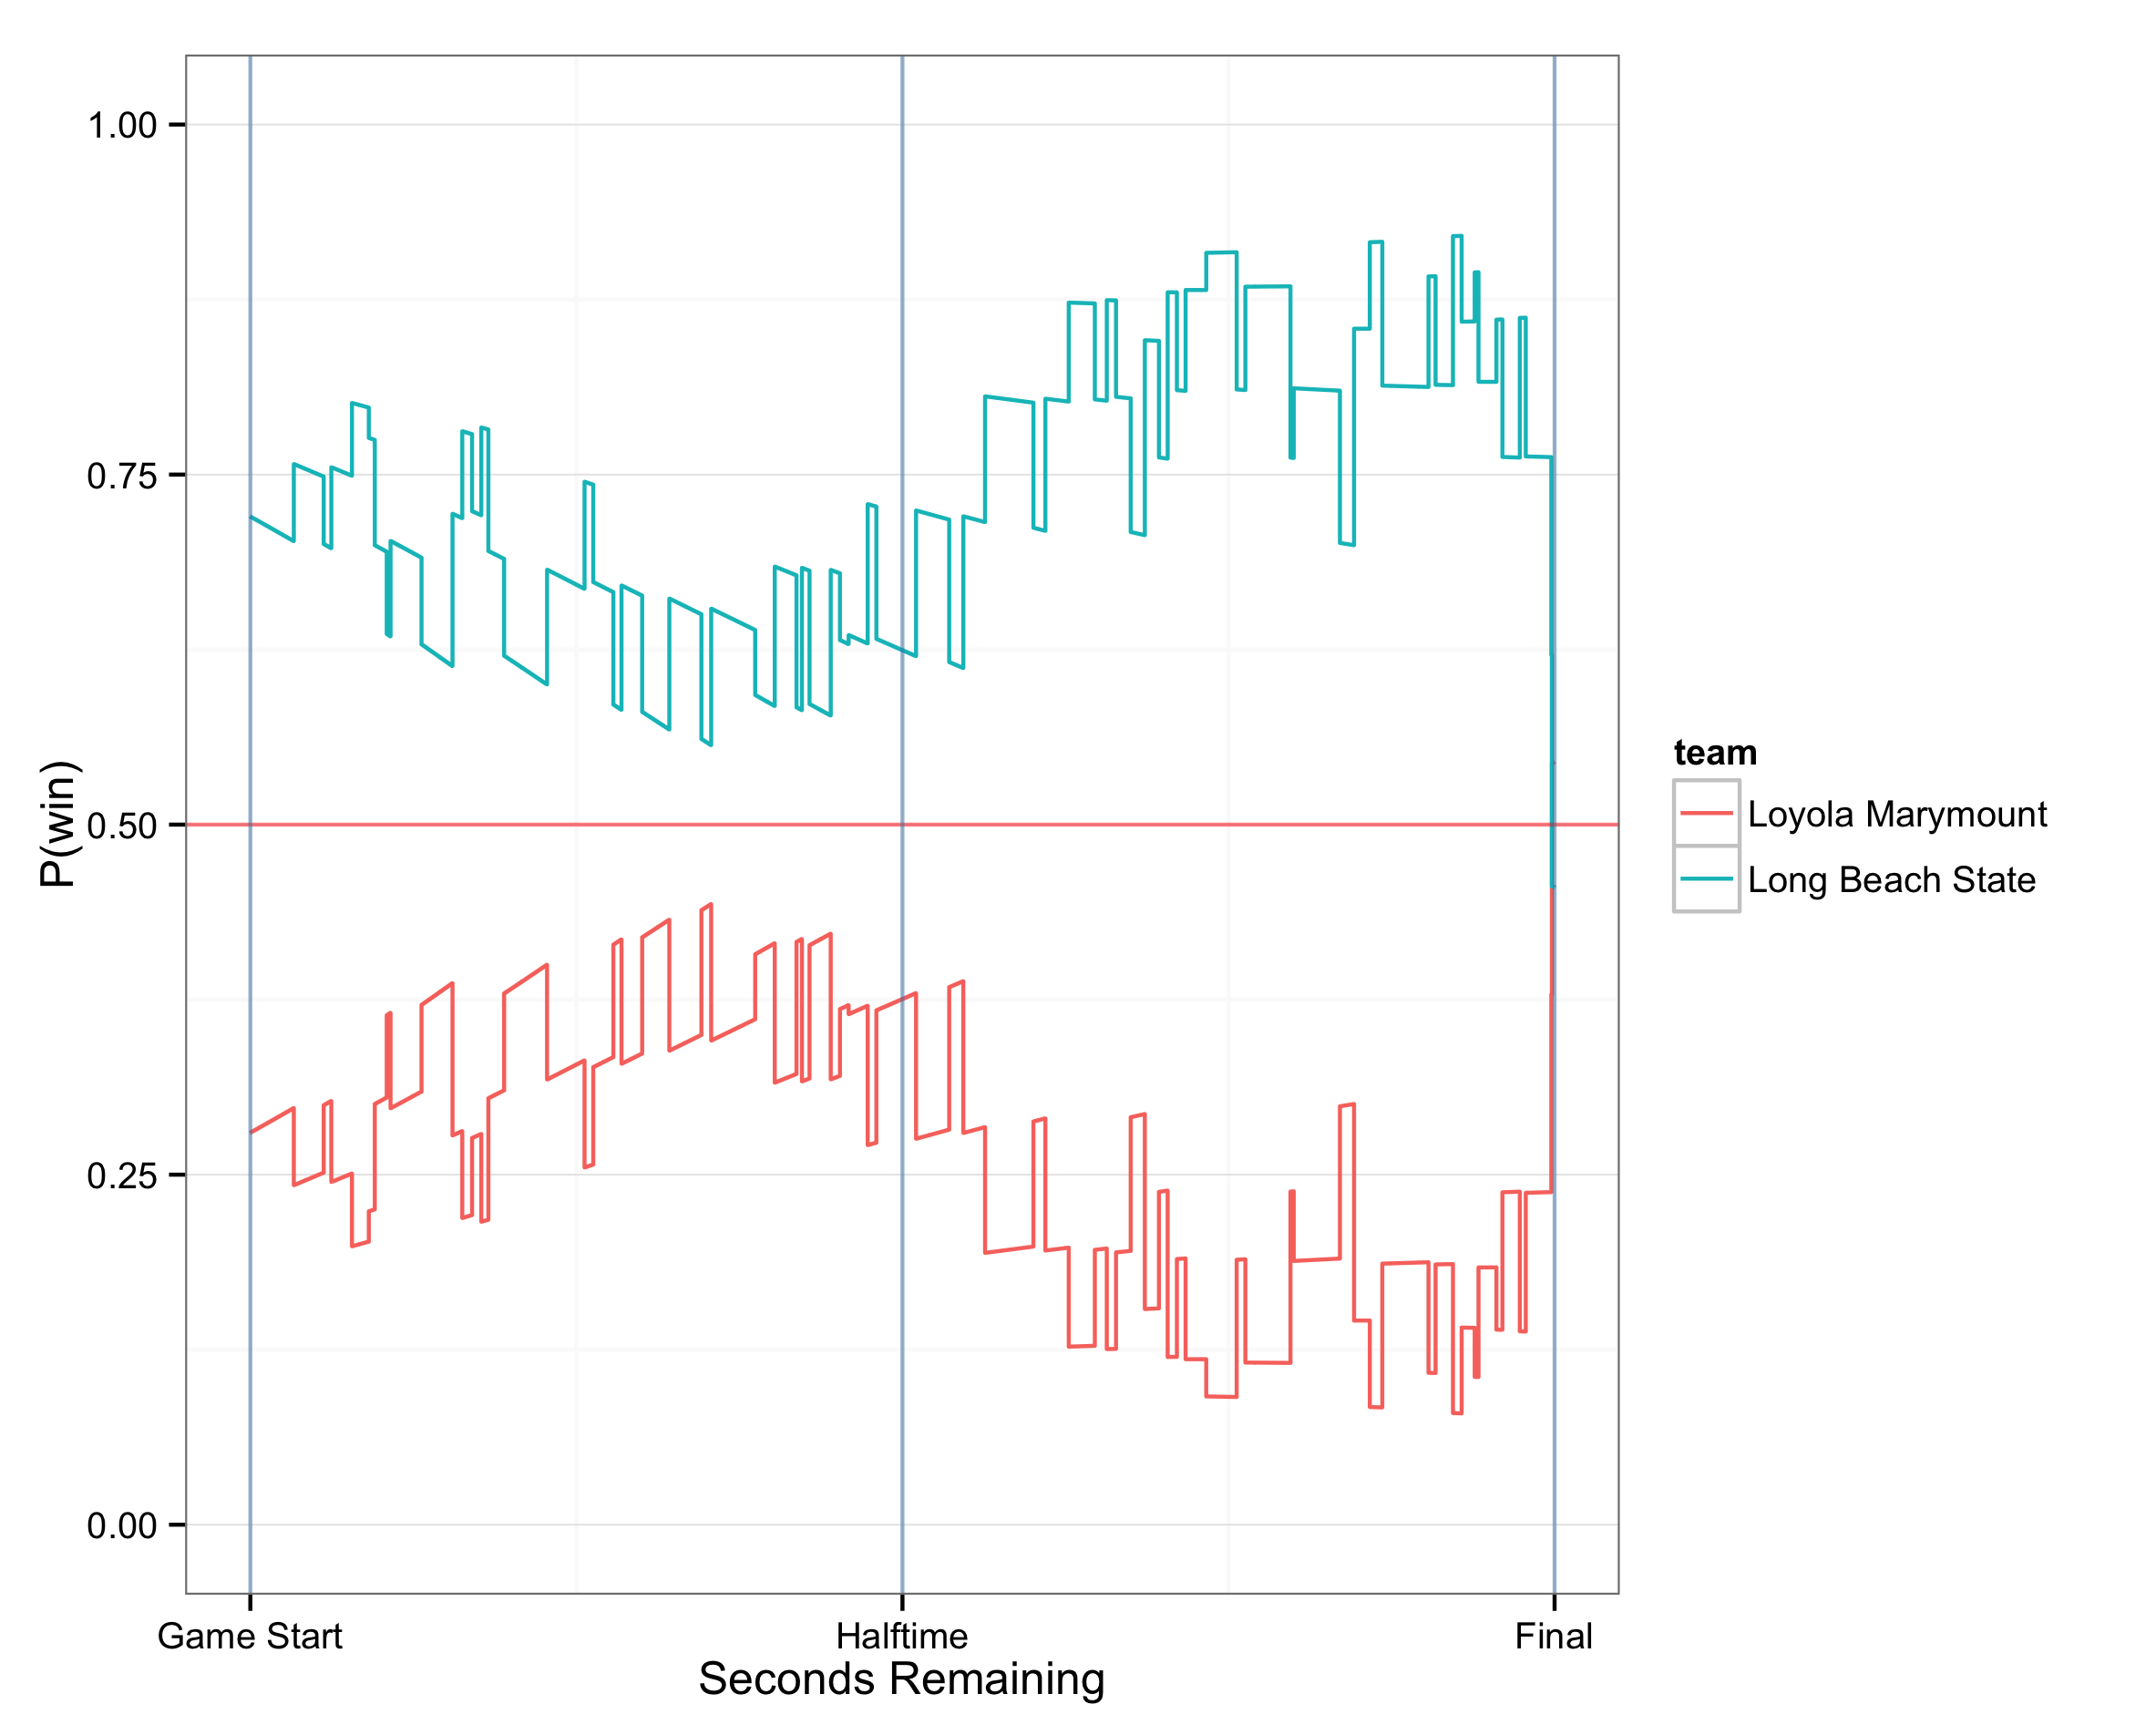 1.00
0.75
0.50
0.25
0.00
P(win)
Game Start
Halftime
Final
Seconds Remaining
team
Loyola Marymount
Long Beach State